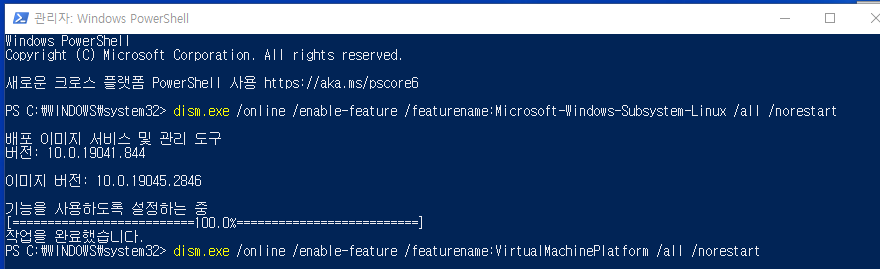 관리자: Windows PowerShell
Windows PowerShell
Copyright (C) Microsoft Corporation. All rights reserved.
새로운 크로스 플랫폼 PowerShell 사용 https://aka.ms/pscore6
PS C:₩WINDOWS₩system32> dism.exe /online /enable-feature /featurename:Microsoft-Windows-Subsystem-Linux /all /norestart
배포 이미지 서비스 및 관리 도구
버전: 10.0.19041.844
이미지 버전: 10.0.19045.2846
기능을 사용하도록 설정하는 중
[==========================100.0%==========================]
작업을 완료했습니다.
PS C:₩WINDOWS₩system32> dism.exe /online /enable-feature /featurename:VirtualMachinePlatform /all /norestart